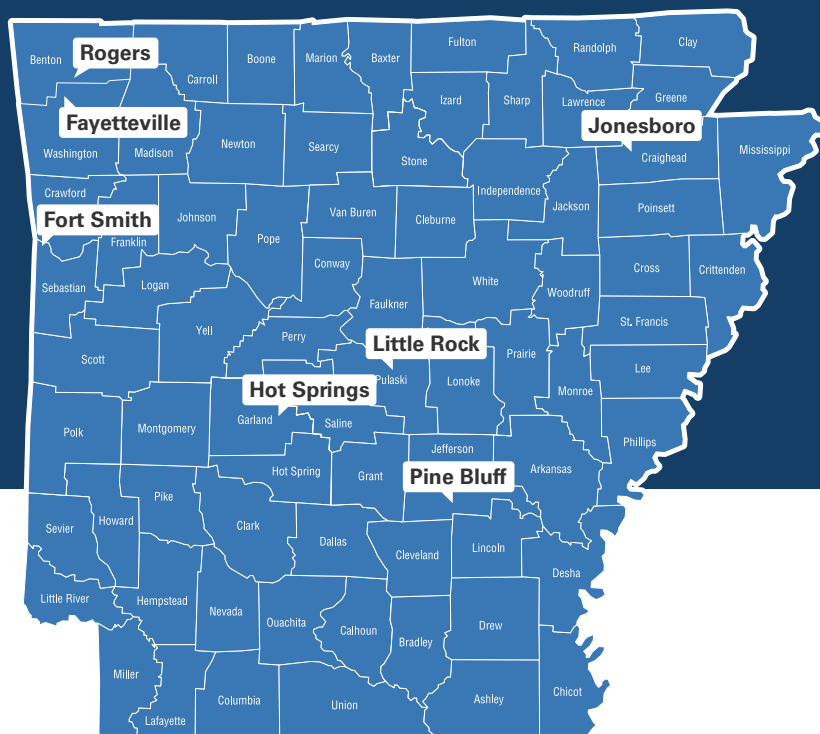 Fulton
Clay
Randolph
Rogers
Benton
Boone
Marion
Baxter
Carroll
Izard
Sharp
Lawrence
Greene
Fayetteville
Jonesboro
Newton
Searcy
Washington
Madison
Stone
Craighead
Mississippi
Crawford
Independence
Jackson
Poinsett
Fort Smith
Johnson
Van Buren
Cleburne
Franklin
Pope
Conway
Cross
Crittenden
Sebastian
Logan
White
Woodruff
Faulkner
St. Francis
Yell
Perry
Little Rock
Prairie
Scott
Pulaski
Lonoke
Lee
Hot Springs
Monroe
Garland
Saline
Polk
Montgomery
Phillips
Jefferson
Hot Spring
Grant
Pine Bluff
Arkansas
Pike
Howard
Sevier
Clark
Dallas
Cleveland
Lincoln
Desha
Little River
Hempstead
Nevada
Ouachita
Calhoun
Bradley
Drew
Miller
Columbia
Union
Ashley
Chicot
Lafayette